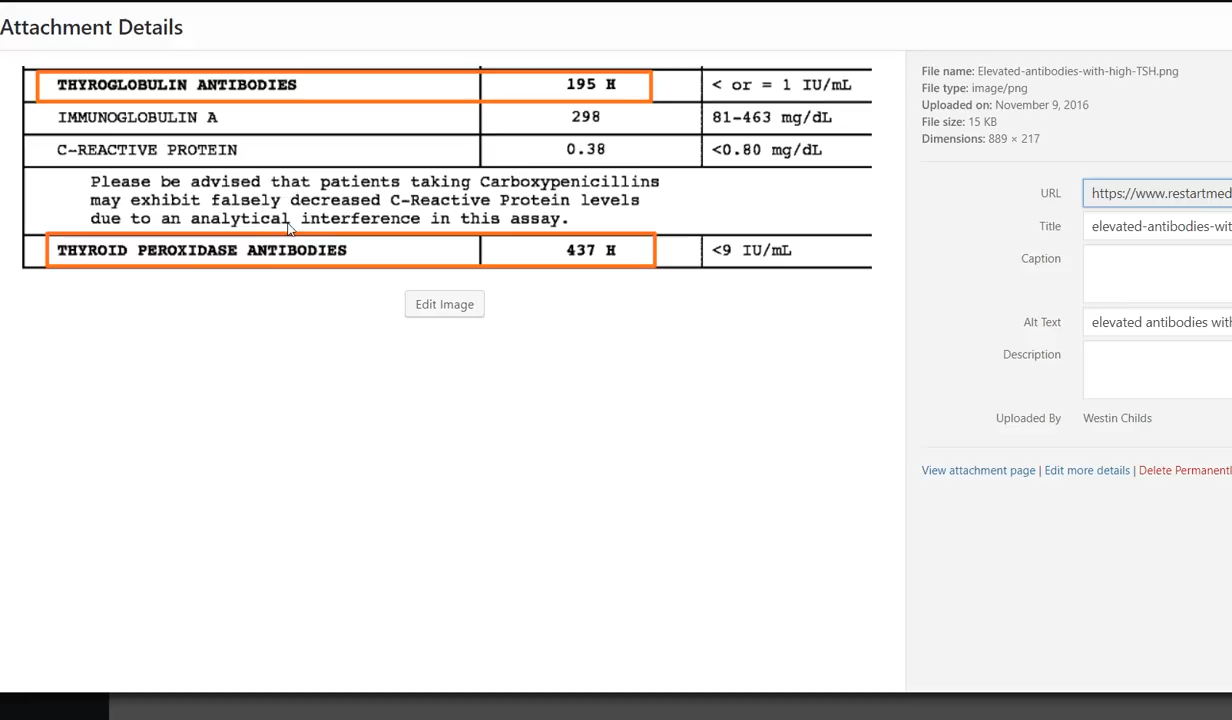 Attachment Details
THYROGLOBULIN ANTIBODIES 195 H < or = 1 IU/mL
IMMUNOGLOBULIN A 298 81-463 mg/dL
C-REACTIVE PROTEIN 0.38 <0.80 mg/dL
Please be advised that patients taking Carboxypenicillins
may exhibit falsely decreased C-Reactive Protein levels
due to an analytical interference in this assay.
THYROID PEROXIDASE ANTIBODIES 437 H <9 IU/mL
Edit Image
File name: Elevated-antibodies-with-high-TSH.png
File type: image/png
Uploaded on: November 9, 2016
File size: 15 KB
Dimensions: 889 × 217
URL https://www.restartmed
Title elevated-antibodies-wit
Caption
Alt Text elevated antibodies with
Description
Uploaded By Westin Childs
View attachment page | Edit more details | Delete Permanentl